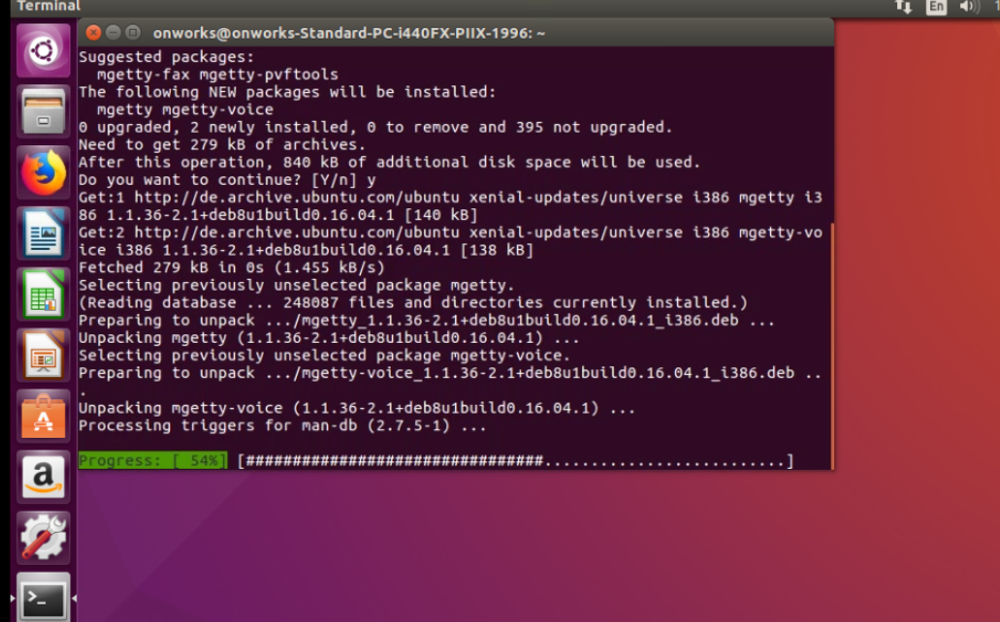 Terminal
En
onworks@onworks-Standard-PC-i440FX-PIIX-1996: ~
Suggested packages:
  mgetty-fax mgetty-pvftools
The following NEW packages will be installed:
  mgetty mgetty-voice
0 upgraded, 2 newly installed, 0 to remove and 395 not upgraded.
Need to get 279 kB of archives.
After this operation, 840 kB of additional disk space will be used.
Do you want to continue? [Y/n] y
Get:1 http://de.archive.ubuntu.com/ubuntu xenial-updates/universe i386 mgetty i3
86 1.1.36-2.1+deb8u1build0.16.04.1 [140 kB]
Get:2 http://de.archive.ubuntu.com/ubuntu xenial-updates/universe i386 mgetty-vo
ice i386 1.1.36-2.1+deb8u1build0.16.04.1 [138 kB]
Fetched 279 kB in 0s (1.455 kB/s)
Selecting previously unselected package mgetty.
(Reading database ... 248087 files and directories currently installed.)
Preparing to unpack .../mgetty_1.1.36-2.1+deb8u1build0.16.04.1_i386.deb ...
Unpacking mgetty (1.1.36-2.1+deb8u1build0.16.04.1) ...
Selecting previously unselected package mgetty-voice.
Preparing to unpack .../mgetty-voice_1.1.36-2.1+deb8u1build0.16.04.1_i386.deb ..
.
Unpacking mgetty-voice (1.1.36-2.1+deb8u1build0.16.04.1) ...
Processing triggers for man-db (2.7.5-1) ...
Progress: [ 54%] [################################..........................]
a
>_